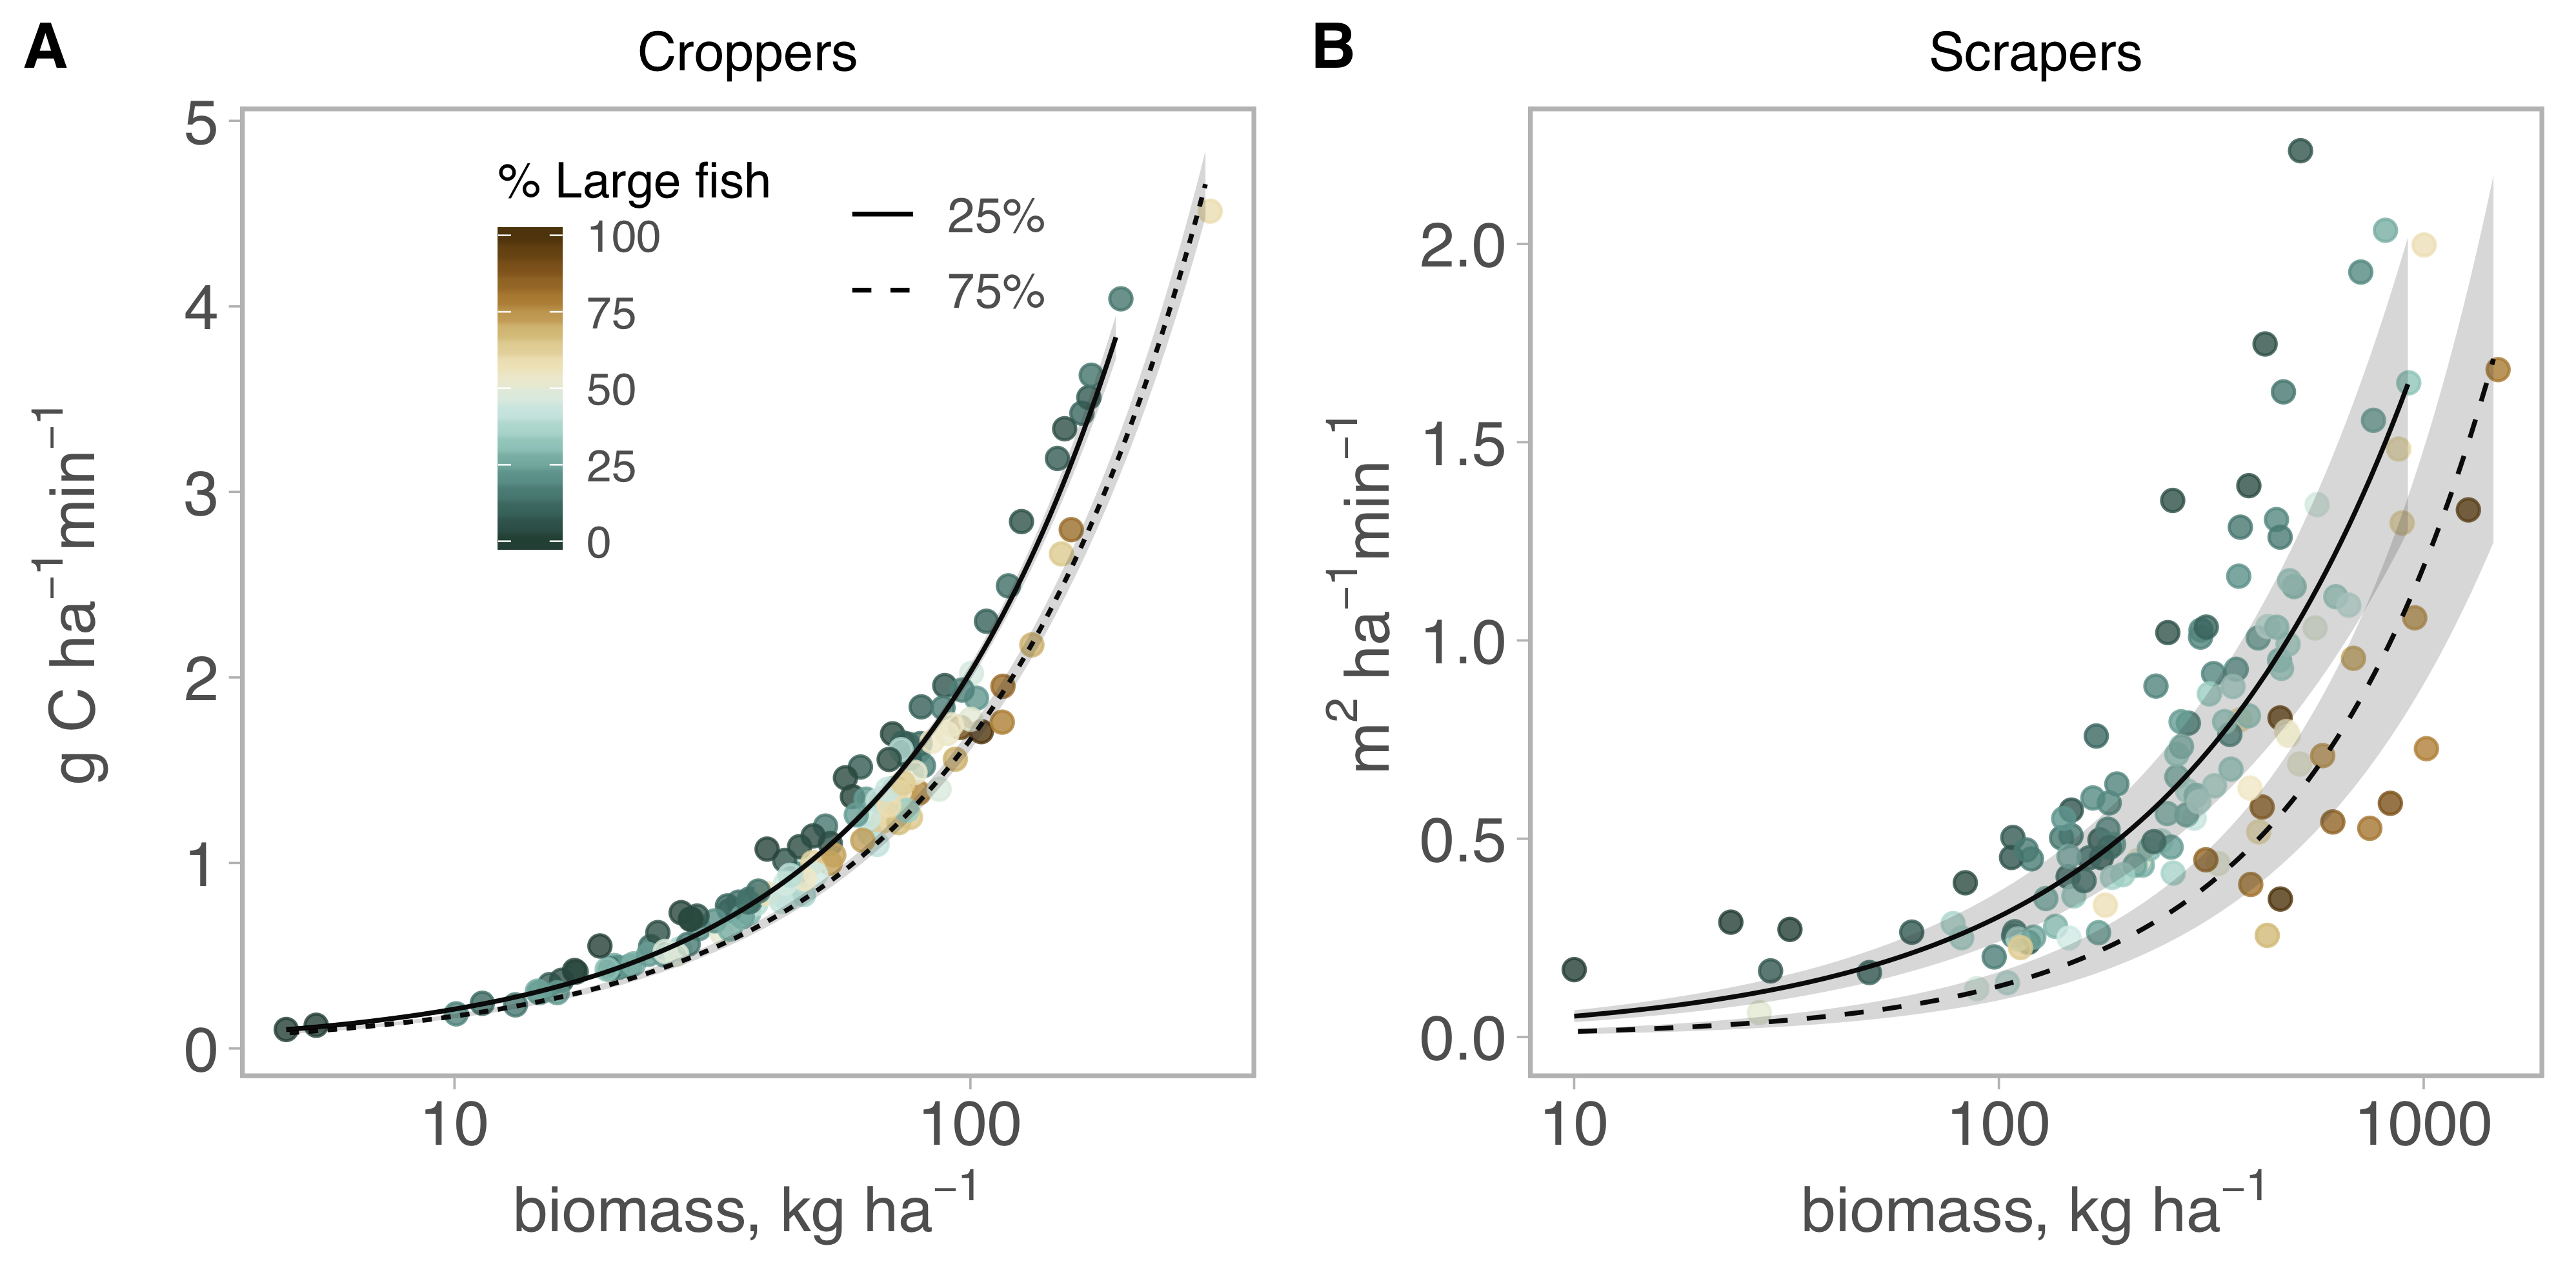 A
Croppers
5
4
3
2
1
0
g C ha⁻¹min⁻¹
% Large fish
100
75
50
25
0
25%
75%
10
100
biomass, kg ha⁻¹
B
Scrapers
2.0
1.5
1.0
0.5
0.0
m² ha⁻¹min⁻¹
10
100
1000
biomass, kg ha⁻¹